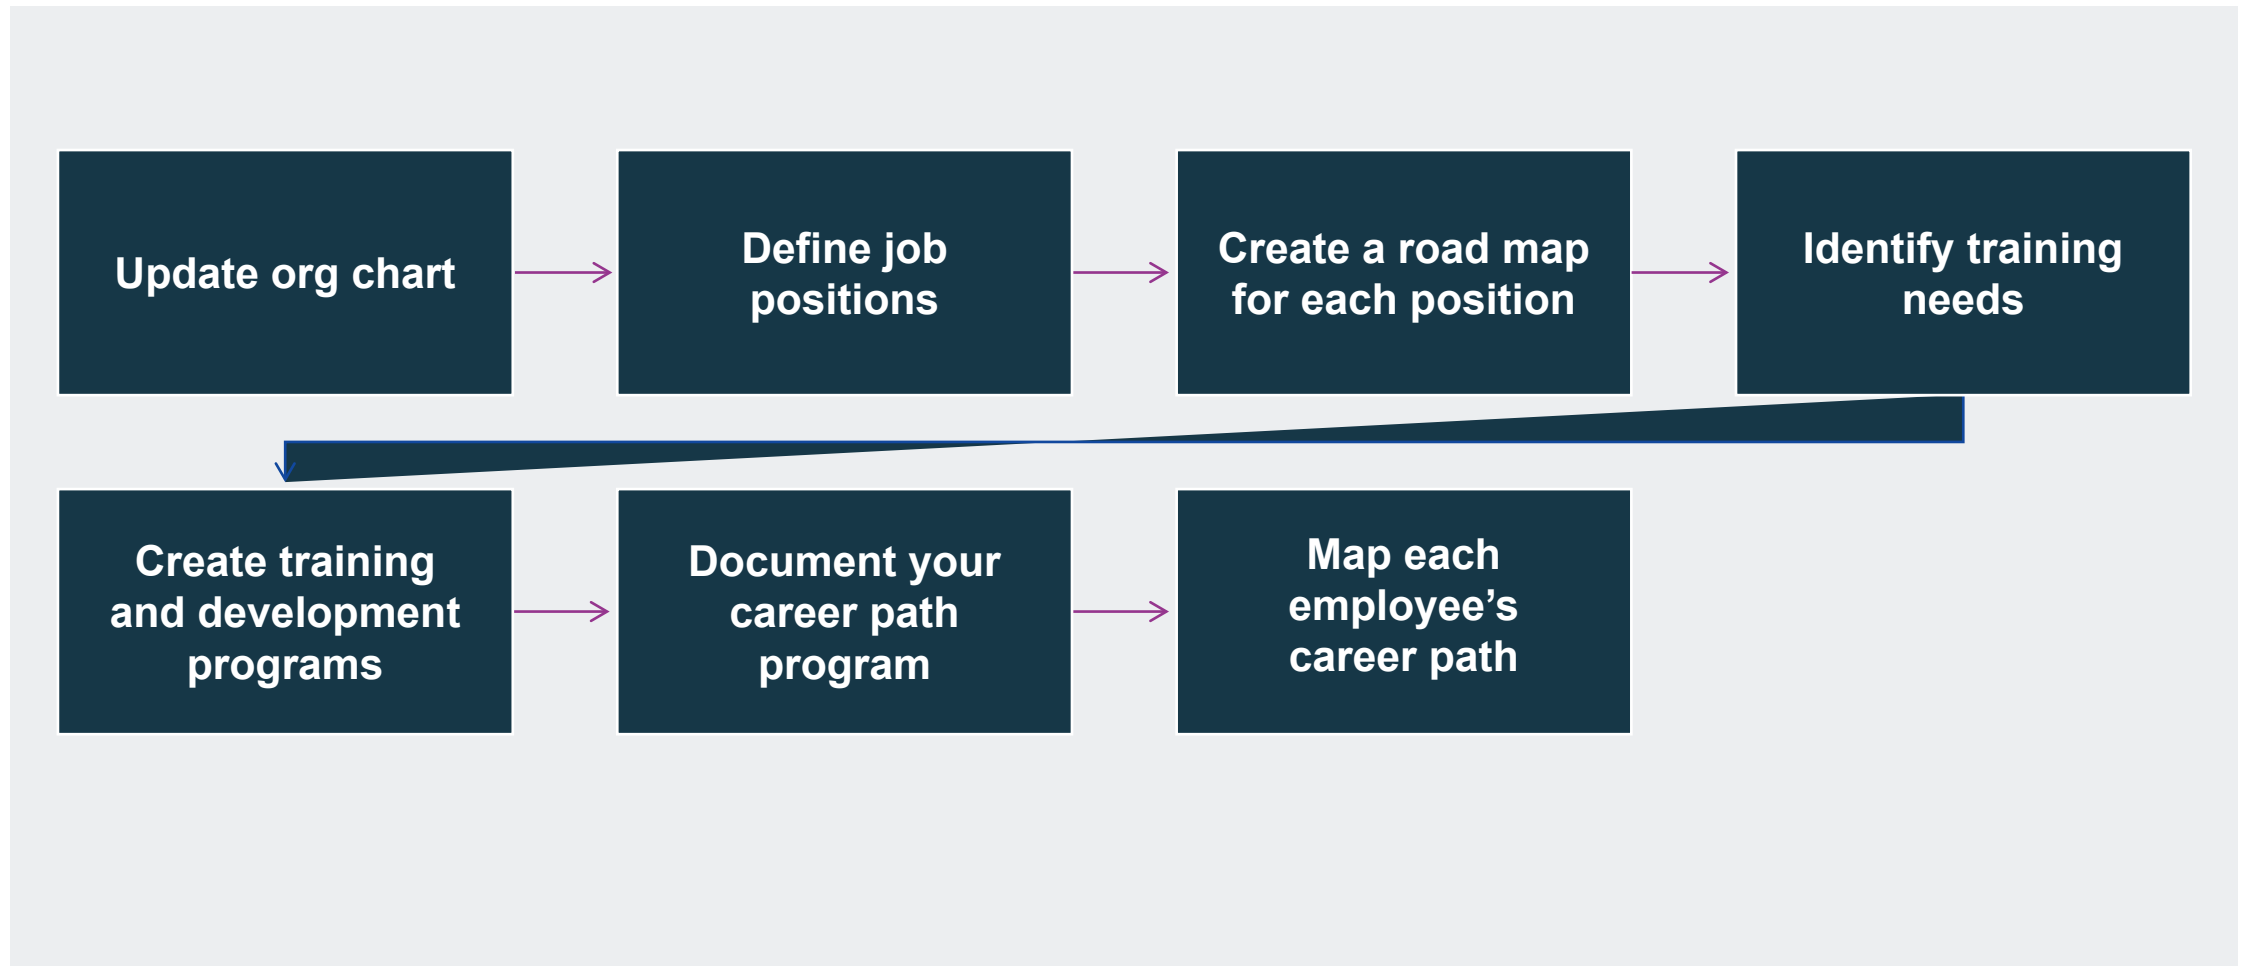 Update org chart
Define job
positions
Create a road map
for each position
Identify training
needs
Create training
and development
programs
Document your
career path
program
Map each
employee’s
career path